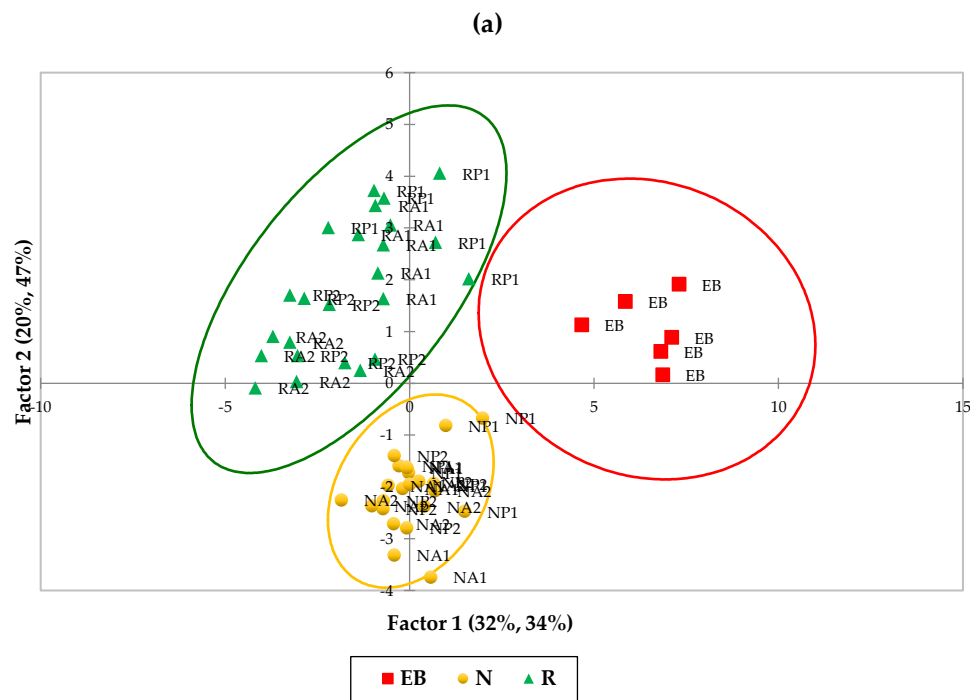 (a)
6
5
4
RP1
RP1
RP1
RA1
RP1
3
RA1
RA1
RA1
RP1
RA1
2
RP1
RP2
RP2
RP2
RA1
1
EB
EB
EB
EB
EB
EB
RA2
RA2
RA2
RP2
RP2
RP2
RA2
RA2
RA2
0
-10
-5
0
5
10
15
-1
NP1
NP1
NP2
NA1
-2
NA1
NA2
NA2
NP2
NP2
NA2
NP1
NA2
NP2
-3
NA1
NA1
-4
Factor 2 (20%, 47%)
Factor 1 (32%, 34%)
EB N R